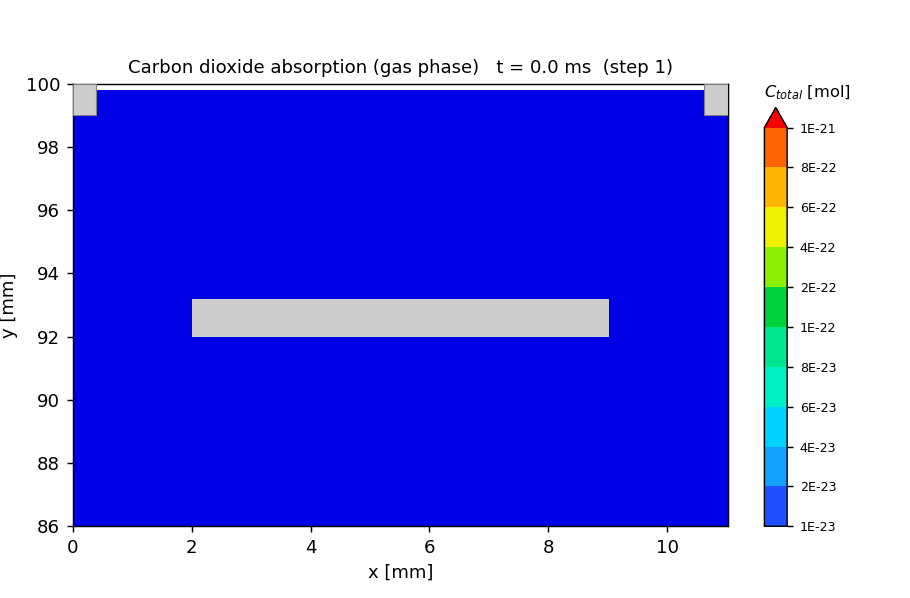 Carbon dioxide absorption (gas phase)   t = 0.0 ms  (step 1)
C_total [mol]
100
98
96
94
92
90
88
86
y [mm]
0 2 4 6 8 10
x [mm]
1E-21
8E-22
6E-22
4E-22
2E-22
1E-22
8E-23
6E-23
4E-23
2E-23
1E-23